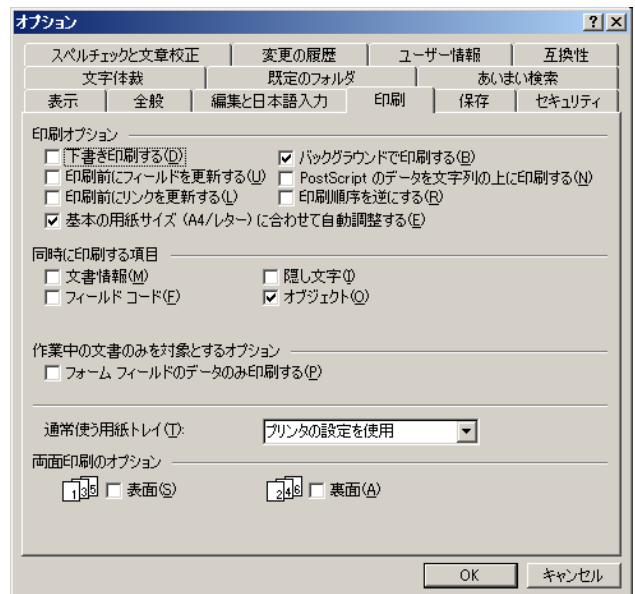 オプション
スペルチェックと文章校正 変更の履歴 ユーザー情報 互換性
文字体裁 既定のフォルダ あいまい検索
表示 全般 編集と日本語入力 印刷 保存 セキュリティ
印刷オプション
下書き印刷する(D) バックグラウンドで印刷する(B)
印刷前にフィールドを更新する(U) PostScript のデータを文字列の上に印刷する(N)
印刷前にリンクを更新する(L) 印刷順序を逆にする(R)
基本の用紙サイズ (A4/レター) に合わせて自動調整する(E)
同時に印刷する項目
文書情報(M) 隠し文字(I)
フィールド コード(F) オブジェクト(O)
作業中の文書のみを対象とするオプション
フォーム フィールドのデータのみ印刷する(P)
通常使う用紙トレイ(T): プリンタの設定を使用
両面印刷のオプション
1 3 5 表面(S) 2 4 6 裏面(A)
OK キャンセル